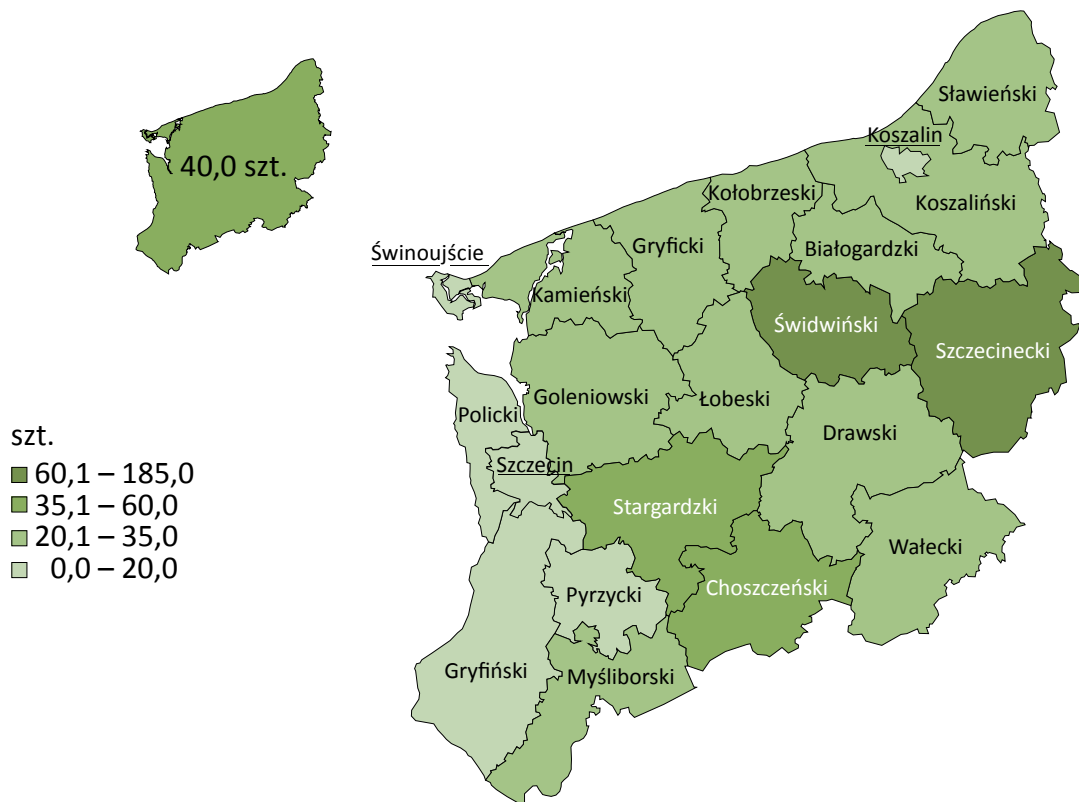 40,0 szt.
Sławieński
Koszalin
Kołobrzeski
Koszaliński
Świnoujście
Gryficki
Białogardzki
Kamieński
Świdwiński
Szczecinecki
Goleniowski
Łobeski
Policki
Drawski
szt.
60,1 – 185,0
35,1 – 60,0
20,1 – 35,0
0,0 – 20,0
Szczecin
Stargardzki
Wałecki
Choszczeński
Pyrzycki
Gryfiński
Myśliborski